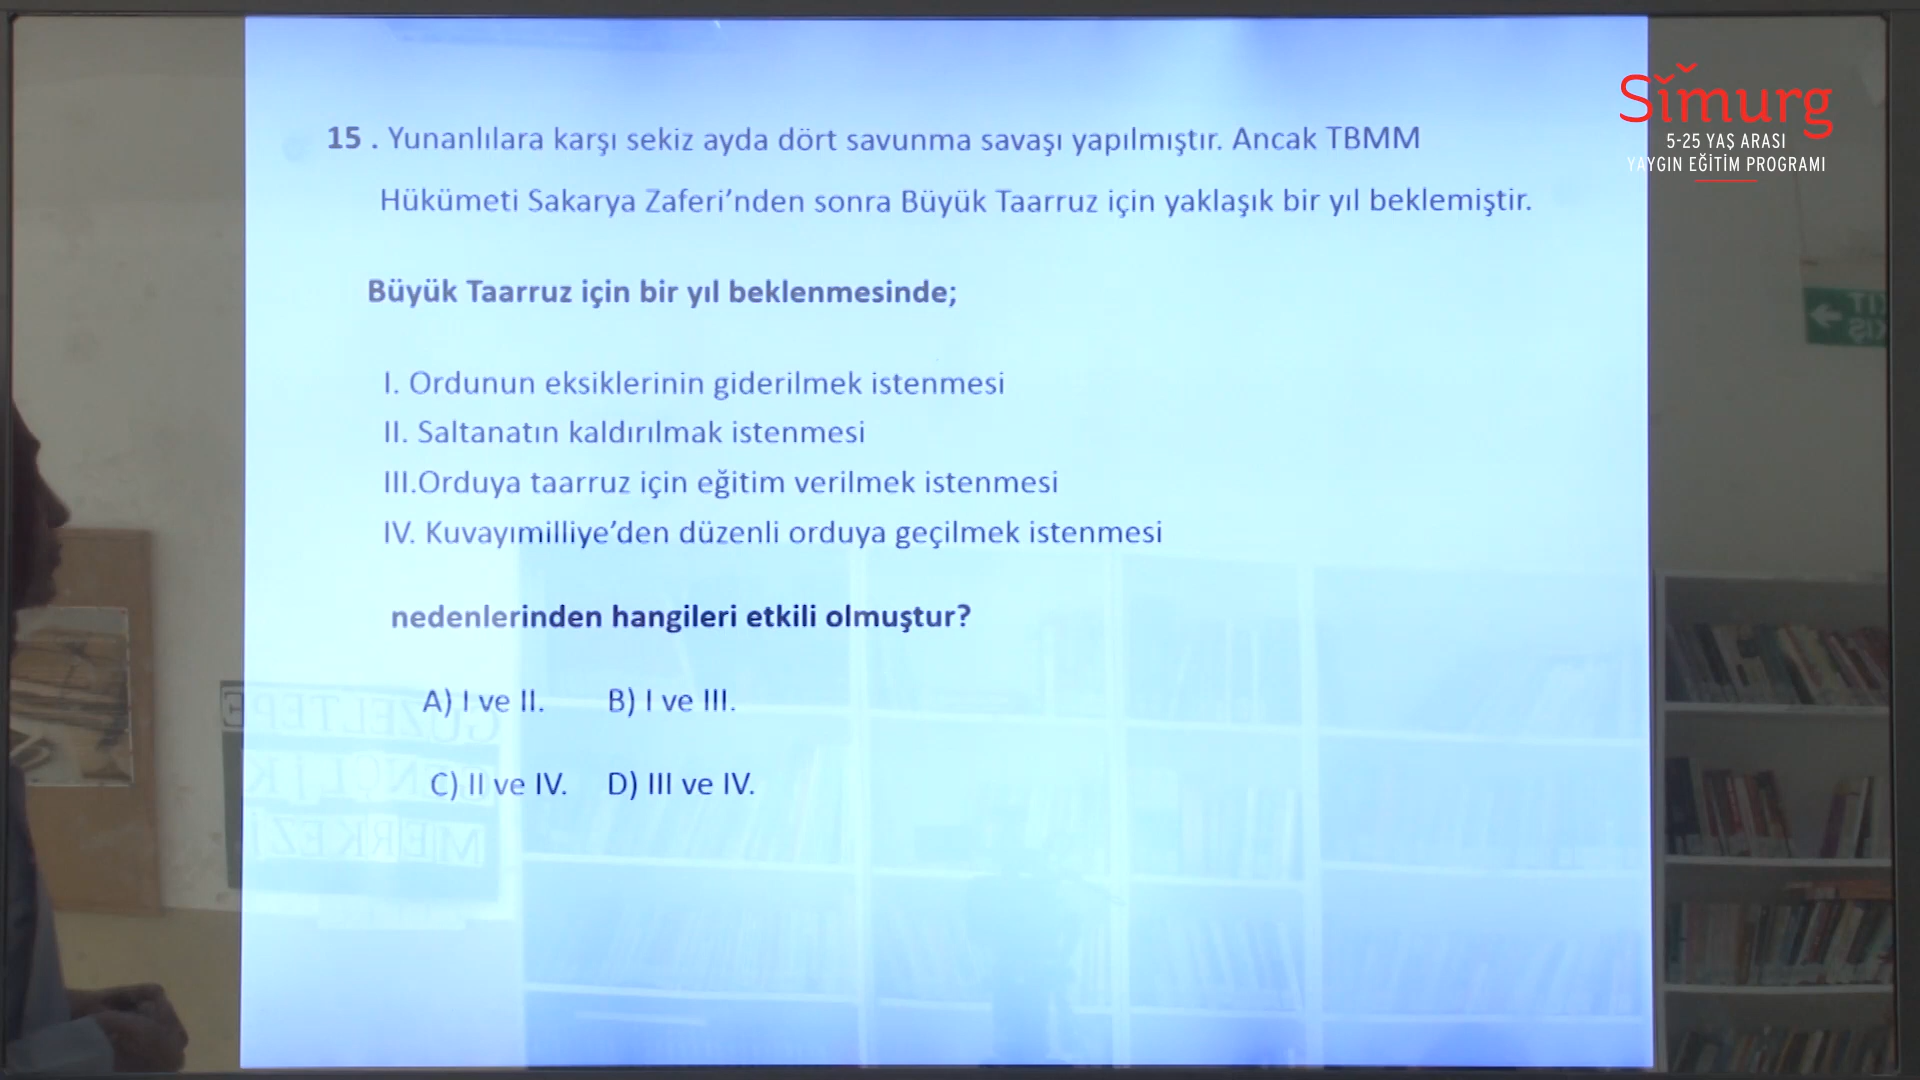 Simurg
5-25 YAŞ ARASI
YAYGIN EĞİTİM PROGRAMI
15 . Yunanlılara karşı sekiz ayda dört savunma savaşı yapılmıştır. Ancak TBMM
Hükümeti Sakarya Zaferi’nden sonra Büyük Taarruz için yaklaşık bir yıl beklemiştir.
Büyük Taarruz için bir yıl beklenmesinde;
I. Ordunun eksiklerinin giderilmek istenmesi
II. Saltanatın kaldırılmak istenmesi
III.Orduya taarruz için eğitim verilmek istenmesi
IV. Kuvayımilliye’den düzenli orduya geçilmek istenmesi
nedenlerinden hangileri etkili olmuştur?
A) I ve II. B) I ve III.
C) II ve IV. D) III ve IV.
GÜZELTEPE
GENÇLİK
MERKEZİ